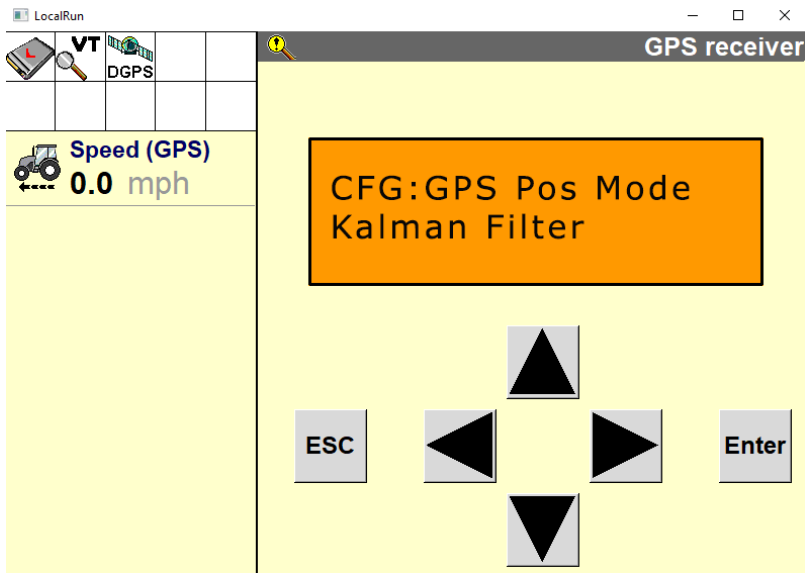 LocalRun
VT
DGPS
GPS receiver
Speed (GPS)
0.0 mph
CFG:GPS Pos Mode
Kalman Filter
ESC
Enter